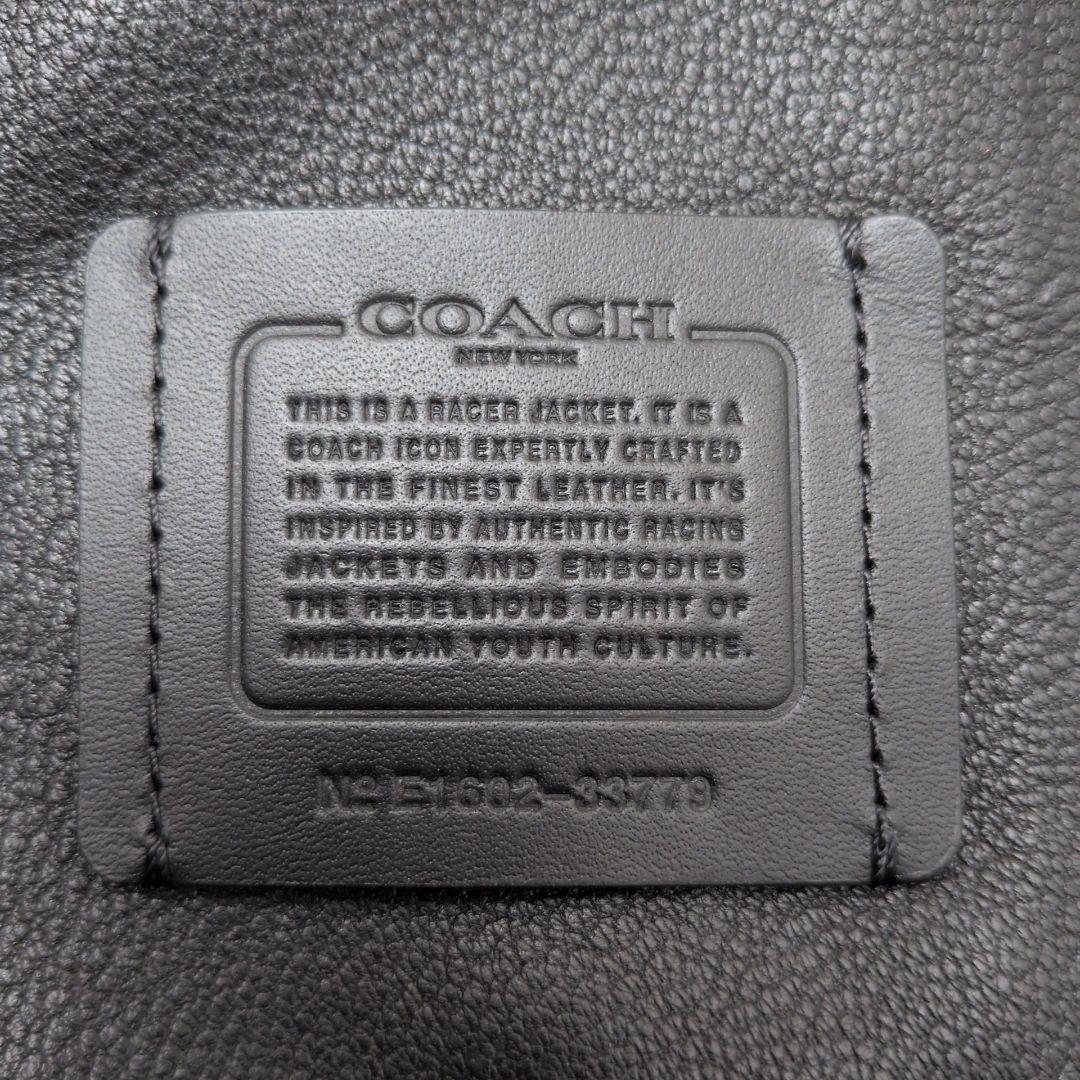 COACH
NEW YORK
THIS IS A RACER JACKET. IT IS A
COACH ICON EXPERTLY CRAFTED
IN THE FINEST LEATHER. IT'S
INSPIRED BY AUTHENTIC RACING
JACKETS AND EMBODIES
THE REBELLIOUS SPIRIT OF
AMERICAN YOUTH CULTURE.
Nº E1602-33779